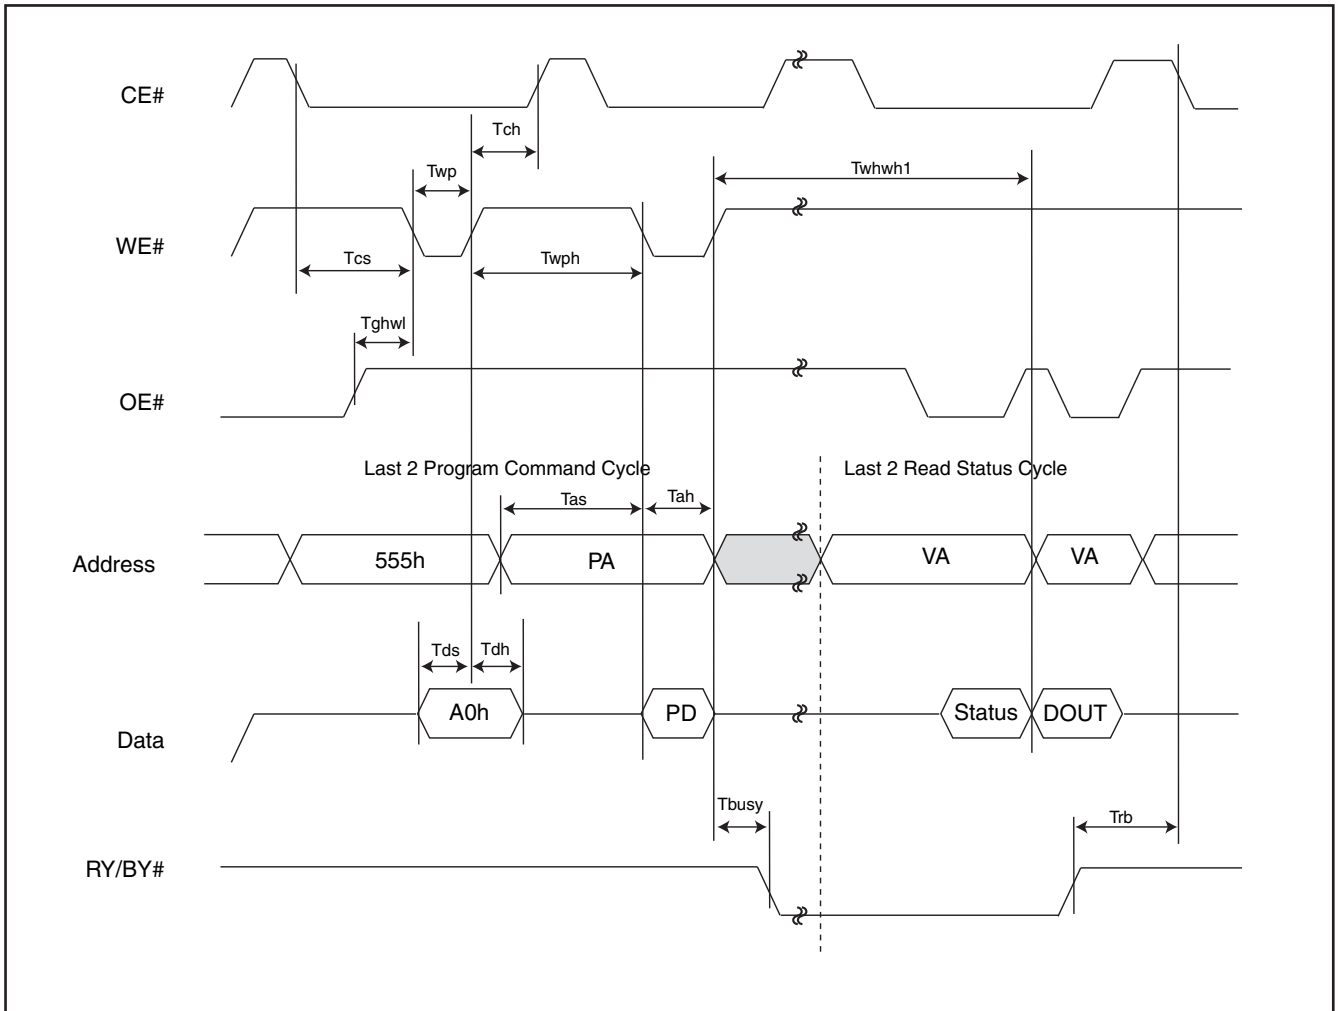 CE#
Tch
Twp
Twhwh1
WE#
Tcs
Twph
Tghwl
OE#
Last 2 Program Command Cycle
Last 2 Read Status Cycle
Tas
Tah
Address
555h
PA
VA
VA
Tds
Tdh
A0h
PD
Status
DOUT
Data
Tbusy
Trb
RY/BY#